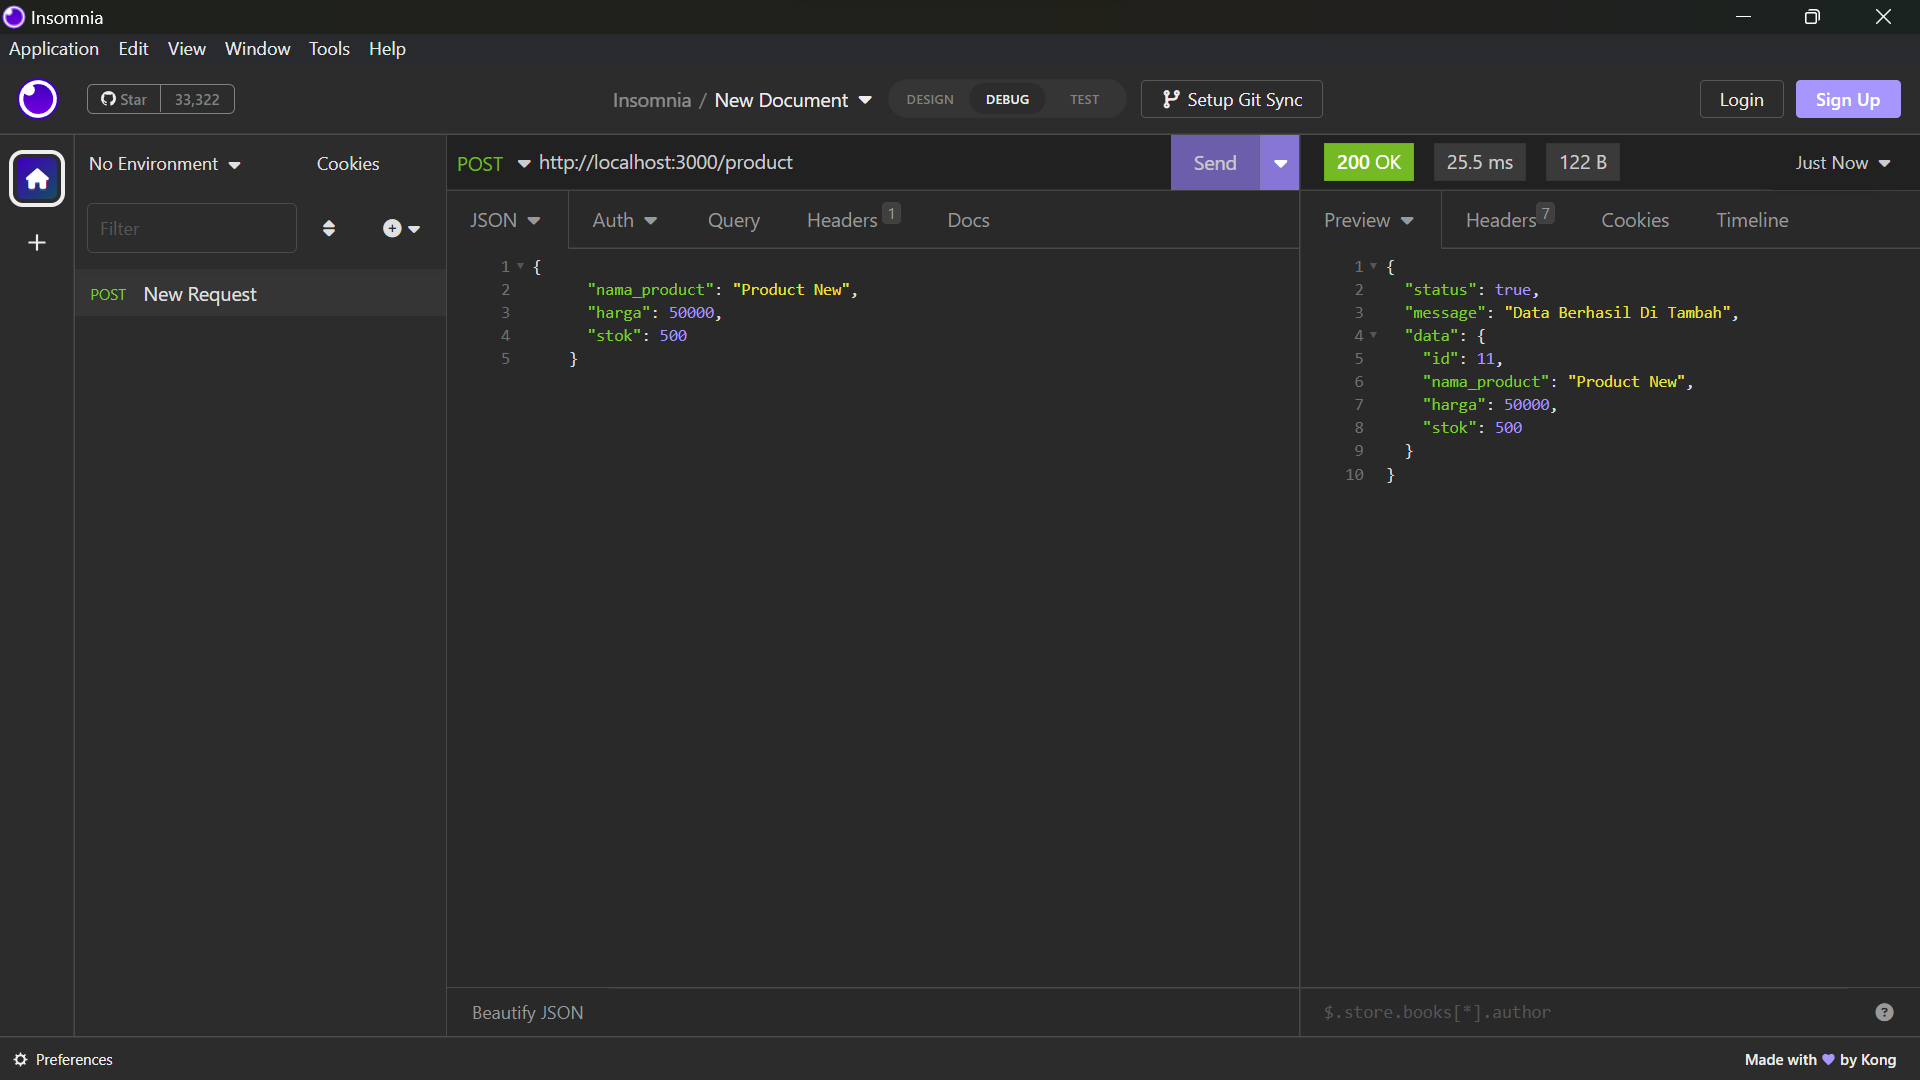 Insomnia
Application Edit View Window Tools Help
Star 33,322
Insomnia / New Document
DESIGN DEBUG TEST
Setup Git Sync
Login
Sign Up
No Environment
Cookies
Filter
POST New Request
POST http://localhost:3000/product
Send
JSON Auth Query Headers 1 Docs
1 {
2 "nama_product": "Product New",
3 "harga": 50000,
4 "stok": 500
5 }
Beautify JSON
200 OK 25.5 ms 122 B Just Now
Preview Headers 7 Cookies Timeline
1 {
2 "status": true,
3 "message": "Data Berhasil Di Tambah",
4 "data": {
5 "id": 11,
6 "nama_product": "Product New",
7 "harga": 50000,
8 "stok": 500
9 }
10 }
$.store.books[*].author
?
Preferences
Made with 💜 by Kong